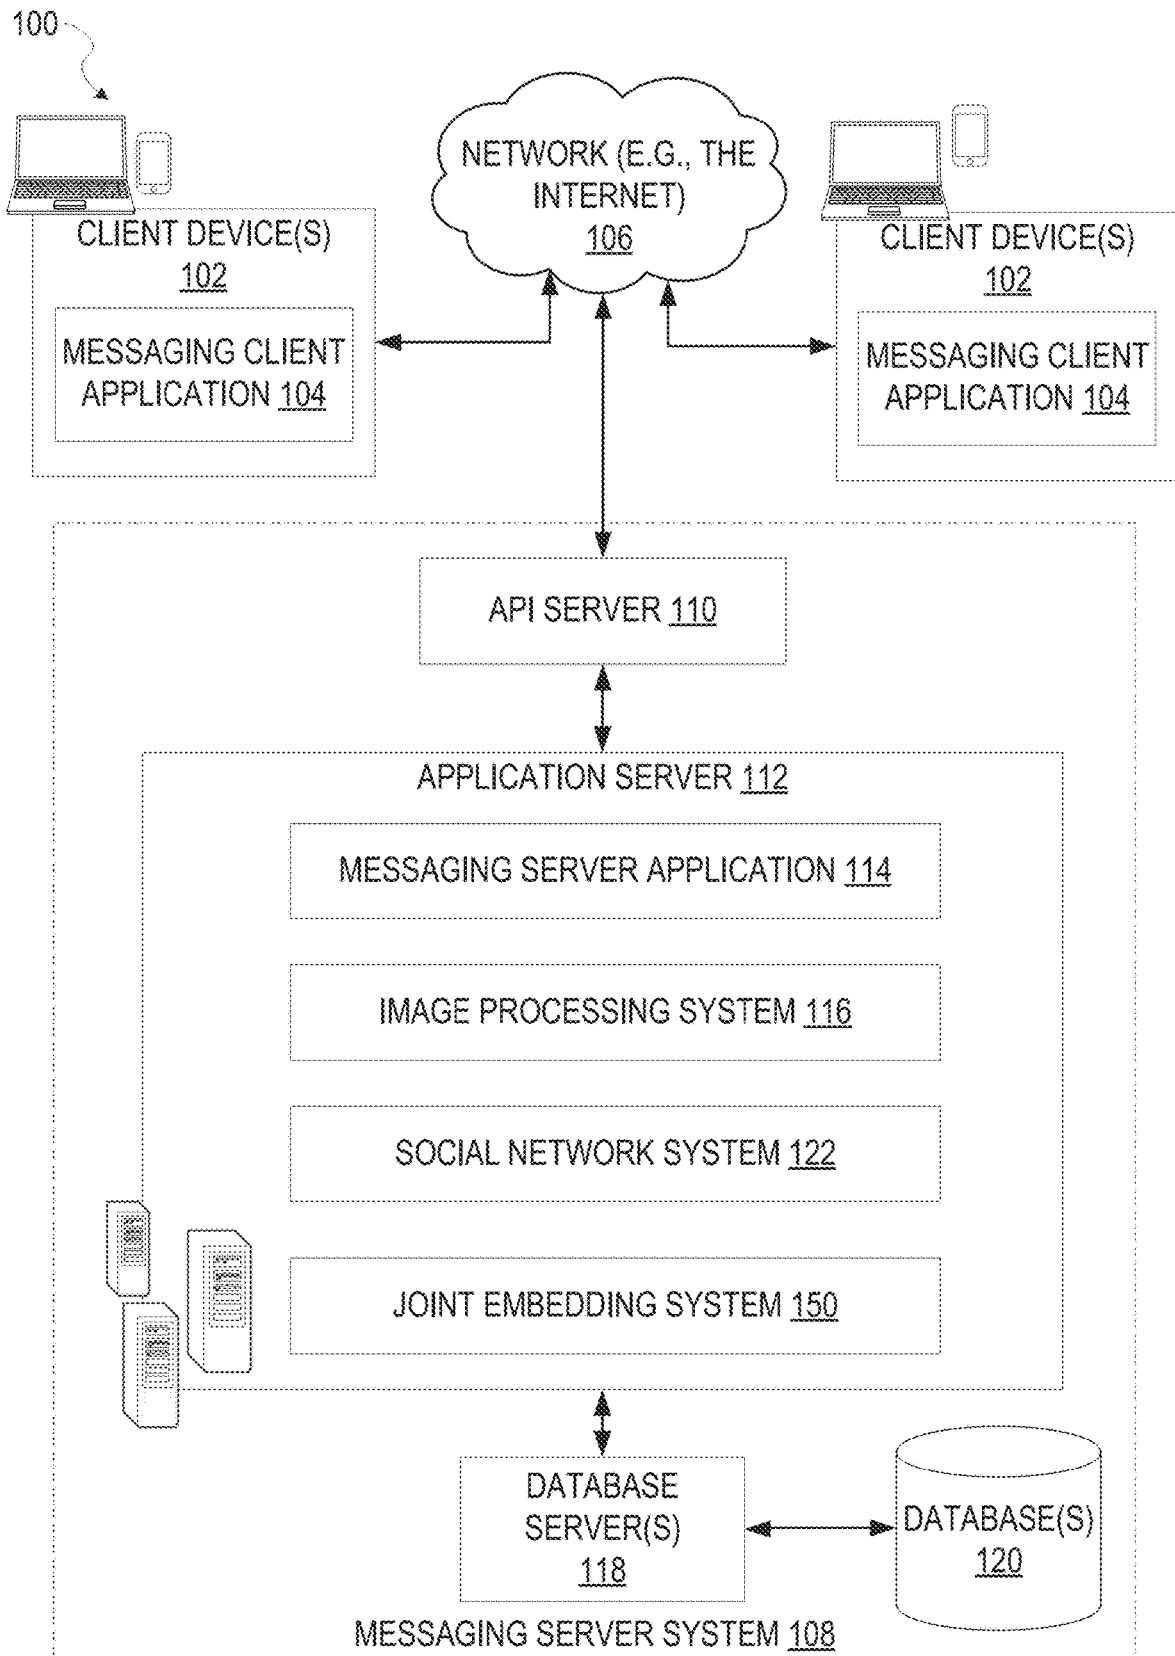 100
NETWORK (E.G., THE
INTERNET)
106
CLIENT DEVICE(S)
102
MESSAGING CLIENT
APPLICATION 104
CLIENT DEVICE(S)
102
MESSAGING CLIENT
APPLICATION 104
API SERVER 110
APPLICATION SERVER 112
MESSAGING SERVER APPLICATION 114
IMAGE PROCESSING SYSTEM 116
SOCIAL NETWORK SYSTEM 122
JOINT EMBEDDING SYSTEM 150
DATABASE
SERVER(S)
118
DATABASE(S)
120
MESSAGING SERVER SYSTEM 108